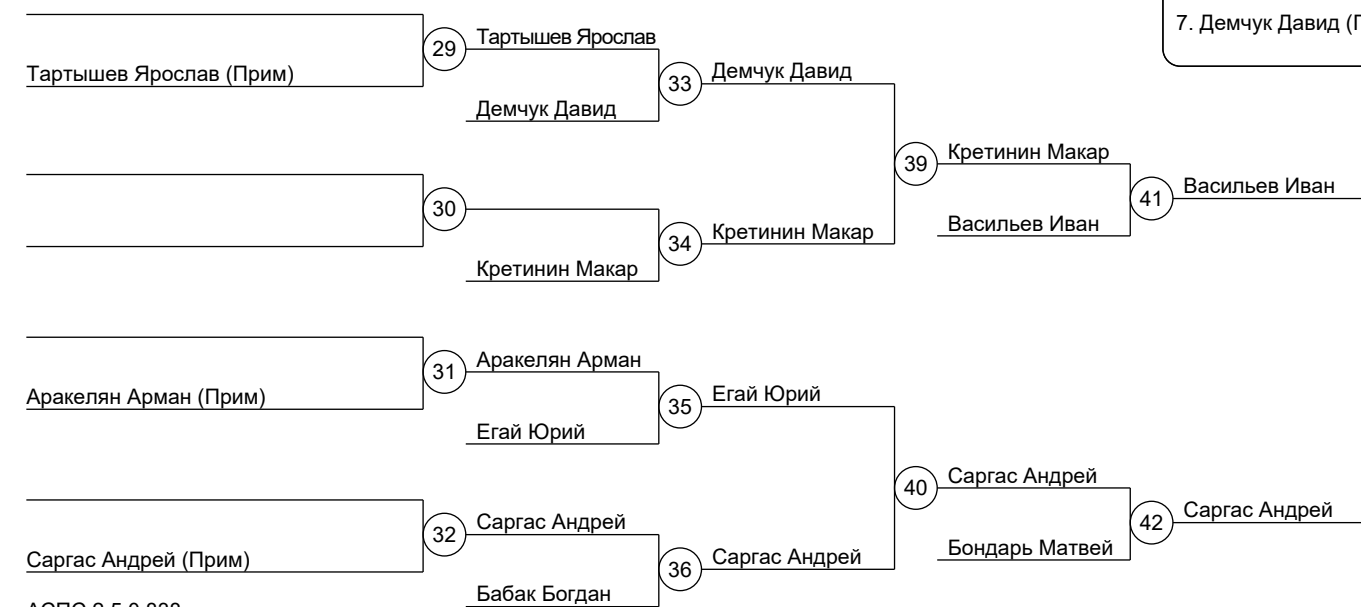 7. Демчук Давид (
29
Тартышев Ярослав
Тартышев Ярослав (Прим)
33
Демчук Давид
Демчук Давид
39
Кретинин Макар
30
41
Васильев Иван
Васильев Иван
34
Кретинин Макар
Кретинин Макар
31
Аракелян Арман
Аракелян Арман (Прим)
35
Егай Юрий
Егай Юрий
40
Саргас Андрей
32
Саргас Андрей
42
Саргас Андрей
Бондарь Матвей
Саргас Андрей (Прим)
36
Саргас Андрей
Бабак Богдан